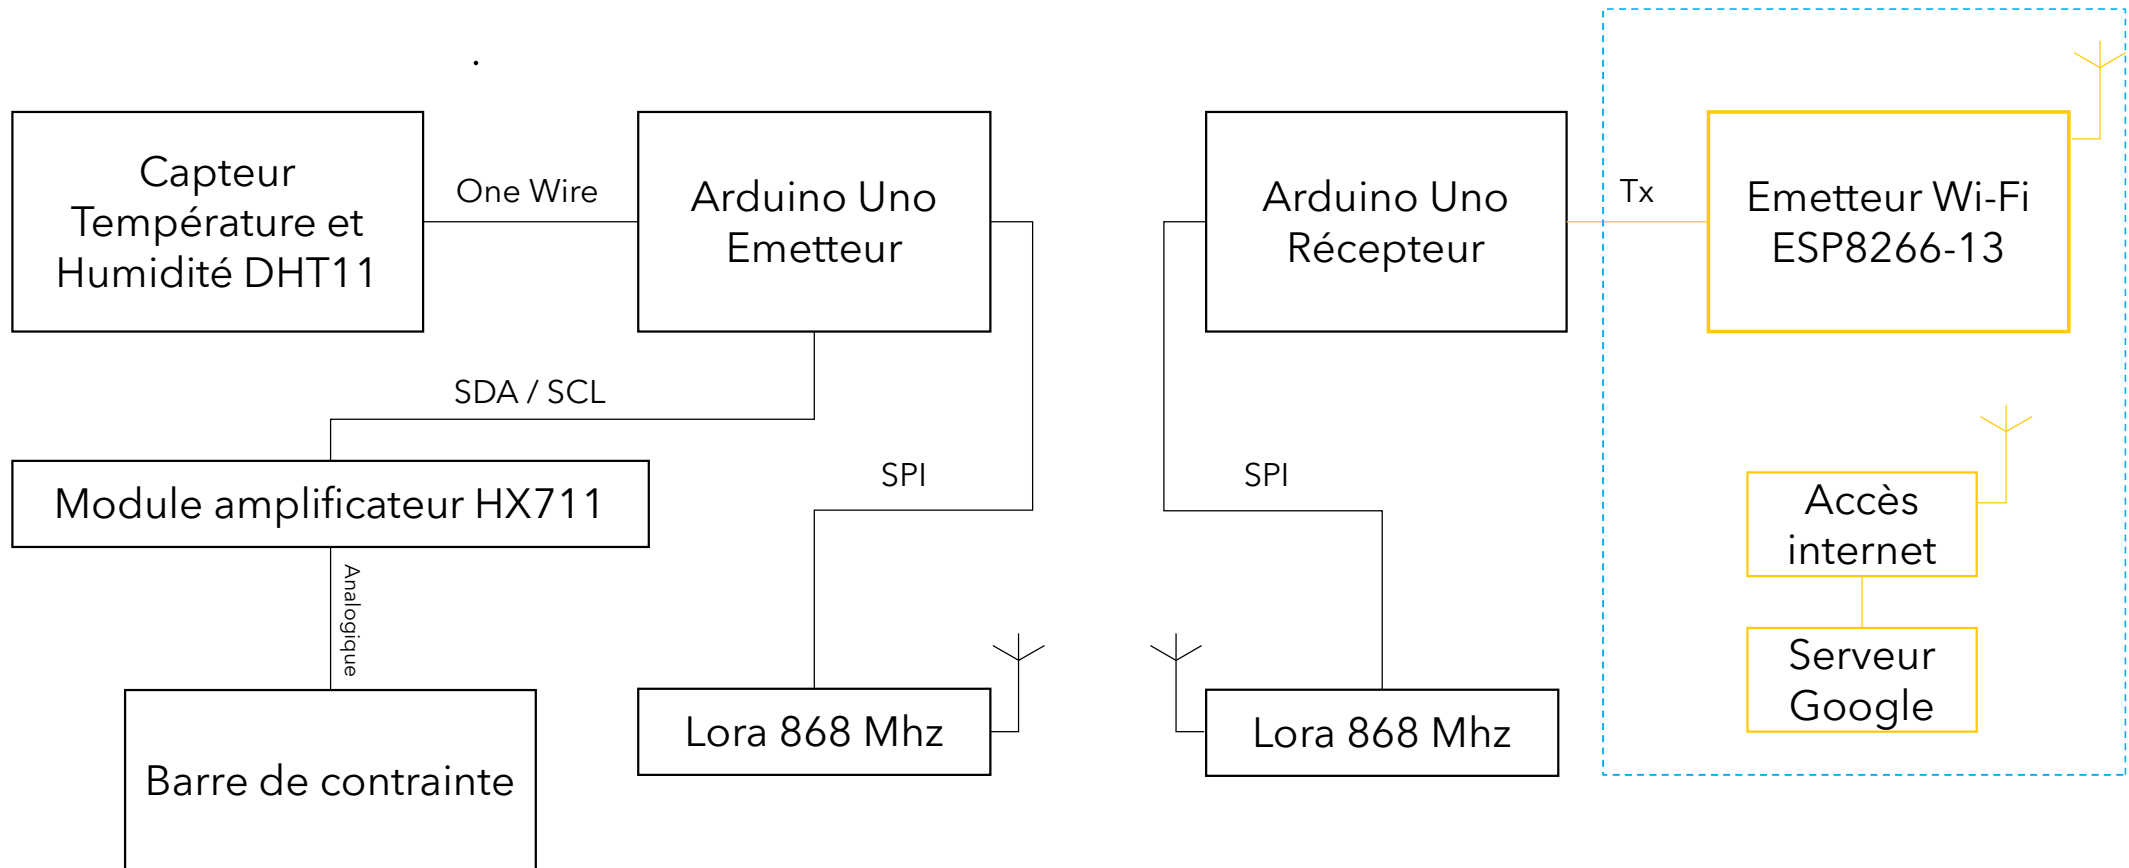 Capteur
Température et
Humidité DHT11
One Wire
Arduino Uno
Emetteur
Arduino Uno
Récepteur
Tx
Emetteur Wi-Fi
ESP8266-13
SDA / SCL
Module amplificateur HX711
SPI
SPI
Accès
internet
Analogique
Serveur
Google
Lora 868 Mhz
Lora 868 Mhz
Barre de contrainte